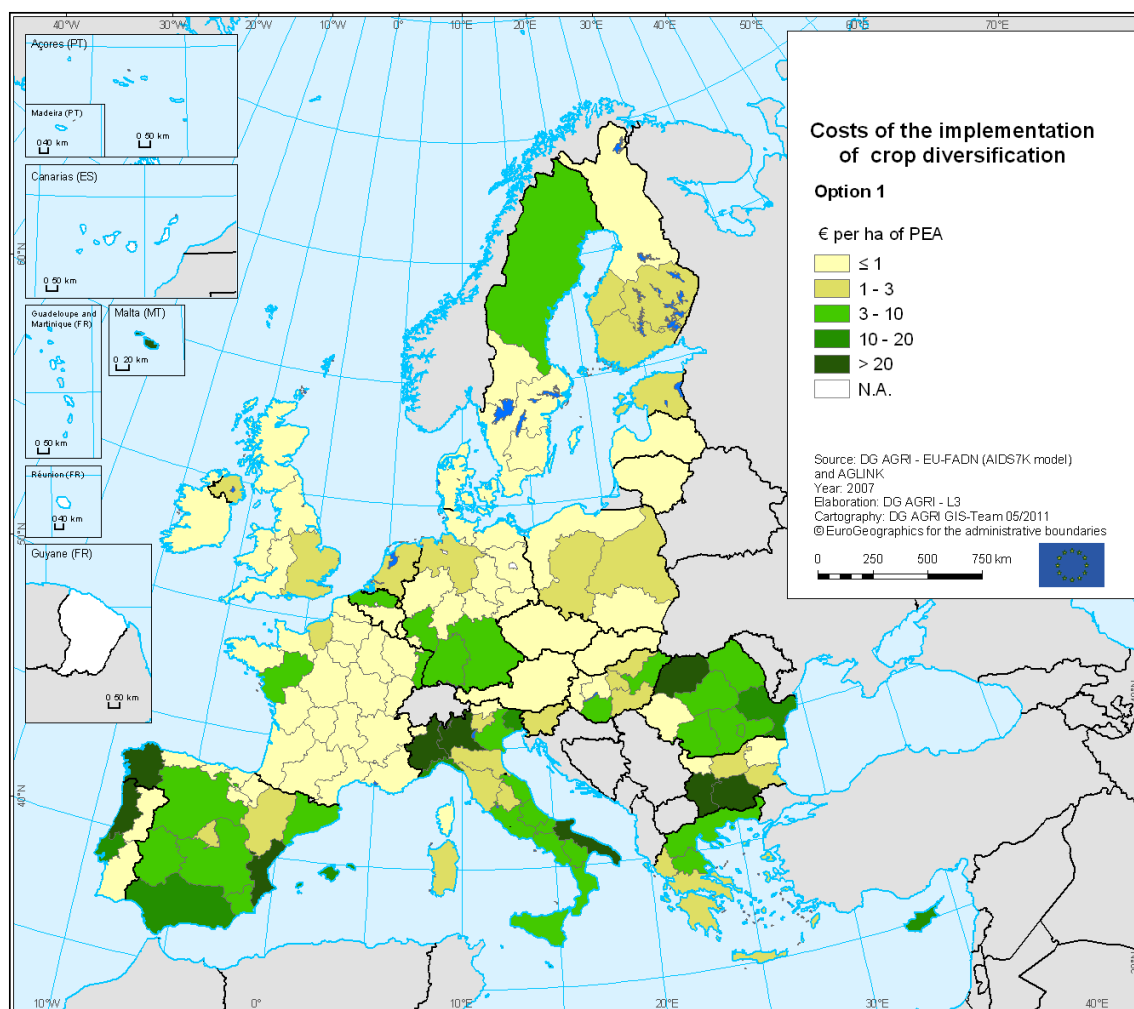 40°W 30°W 20°W 10°W 0° 10°E 20°E 30°E 40°E 50°E 60°E 70°E
Açores (PT)
Madeira (PT)
0 40 km
0 50 km
Canarias (ES)
0 50 km
Guadeloupe and
Martinique (FR)
0 50 km
Malta (MT)
0 20 km
Réunion (FR)
0 40 km
Guyane (FR)
0 50 km
60°N
50°N
40°N
Costs of the implementation
of crop diversification
Option 1
€ per ha of PEA
≤ 1
1 - 3
3 - 10
10 - 20
> 20
N.A.
Source: DG AGRI - EU-FADN (AIDS7K model)
and AGLINK
Year: 2007
Elaboration: DG AGRI - L3
Cartography: DG AGRI GIS-Team 05/2011
© EuroGeographics for the administrative boundaries
0 250 500 750 km
10°W 0° 10°E 20°E 30°E 40°E